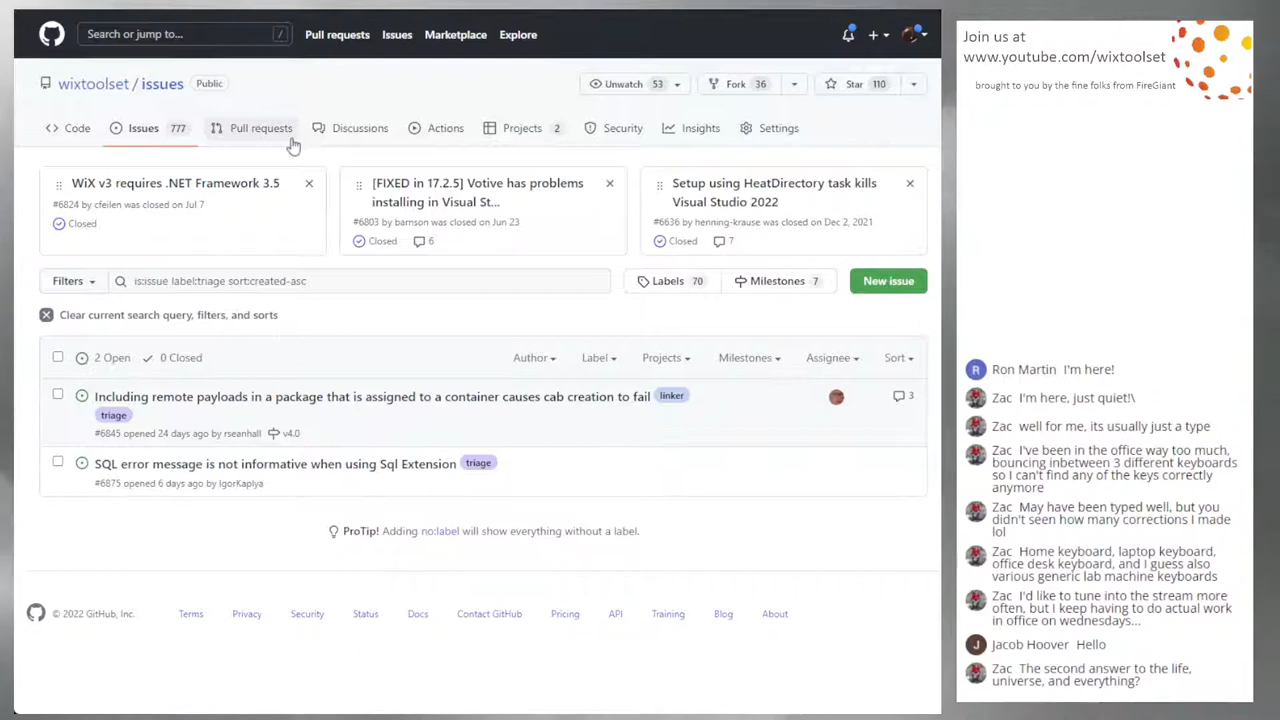 Search or jump to...
/
Pull requests
Issues
Marketplace
Explore
wixtoolset / issues
Public
Unwatch 53
Fork 36
Star 110
Code
Issues 777
Pull requests
Discussions
Actions
Projects 2
Security
Insights
Settings
WiX v3 requires .NET Framework 3.5
#6824 by cfeilen was closed on Jul 7
Closed
[FIXED in 17.2.5] Votive has problems
installing in Visual St...
#6803 by barnson was closed on Jun 23
Closed 6
Setup using HeatDirectory task kills
Visual Studio 2022
#6636 by henning-krause was closed on Dec 2, 2021
Closed 7
Filters
is:issue label:triage sort:created-asc
Labels 70
Milestones 7
New issue
Clear current search query, filters, and sorts
2 Open
0 Closed
Author
Label
Projects
Milestones
Assignee
Sort
Including remote payloads in a package that is assigned to a container causes cab creation to fail linker
triage
3
#6845 opened 24 days ago by rseanhall v4.0
SQL error message is not informative when using Sql Extension triage
#6875 opened 6 days ago by IgorKaplya
ProTip! Adding no:label will show everything without a label.
© 2022 GitHub, Inc.
Terms
Privacy
Security
Status
Docs
Contact GitHub
Pricing
API
Training
Blog
About
Join us at
www.youtube.com/wixtoolset
brought to you by the fine folks from FireGiant
R Ron Martin I'm here!
Zac I'm here, just quiet!\
Zac well for me, its usually just a type
Zac I've been in the office way too much,
bouncing inbetween 3 different keyboards
so I can't find any of the keys correctly
anymore
Zac May have been typed well, but you
didn't seen how many corrections I made
lol
Zac Home keyboard, laptop keyboard,
office desk keyboard, and I guess also
various generic lab machine keyboards
Zac I'd like to tune into the stream more
often, but I keep having to do actual work
in office on wednesdays...
J Jacob Hoover Hello
Zac The second answer to the life,
universe, and everything?